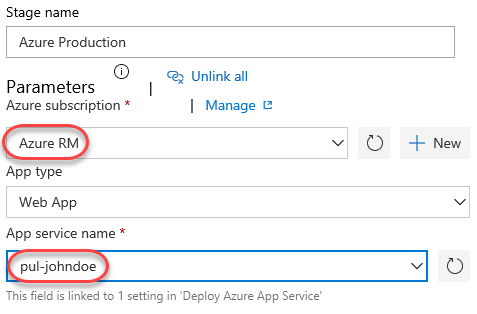 Stage name
Azure Production
Parameters | Unlink all
Azure subscription * | Manage
Azure RM New
App type
Web App
App service name *
pul-johndoe
This field is linked to 1 setting in 'Deploy Azure App Service'